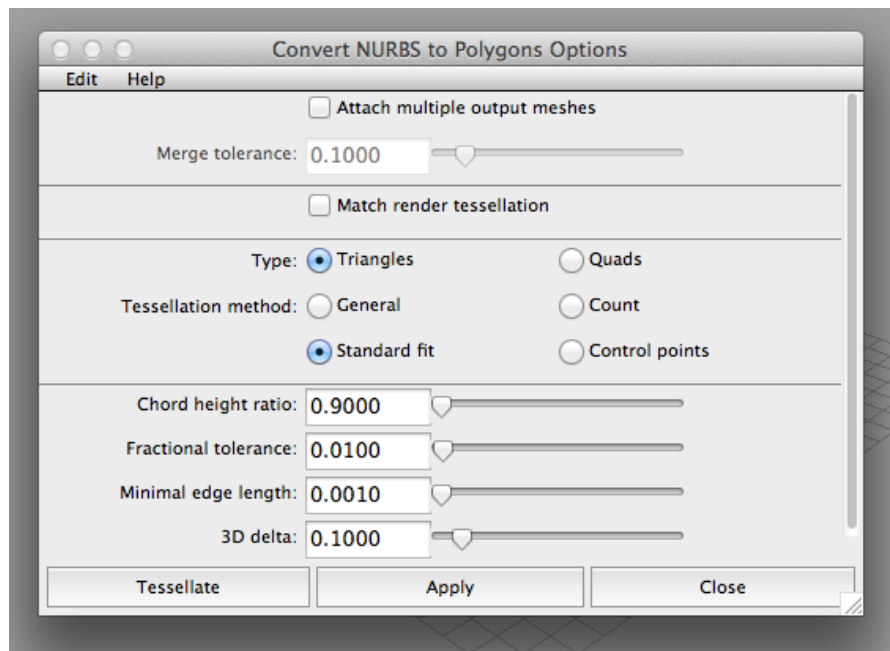 Convert NURBS to Polygons Options
Edit Help
Attach multiple output meshes
Merge tolerance: 0.1000
Match render tessellation
Type: Triangles Quads
Tessellation method: General Count
Standard fit Control points
Chord height ratio: 0.9000
Fractional tolerance: 0.0100
Minimal edge length: 0.0010
3D delta: 0.1000
Tessellate Apply Close